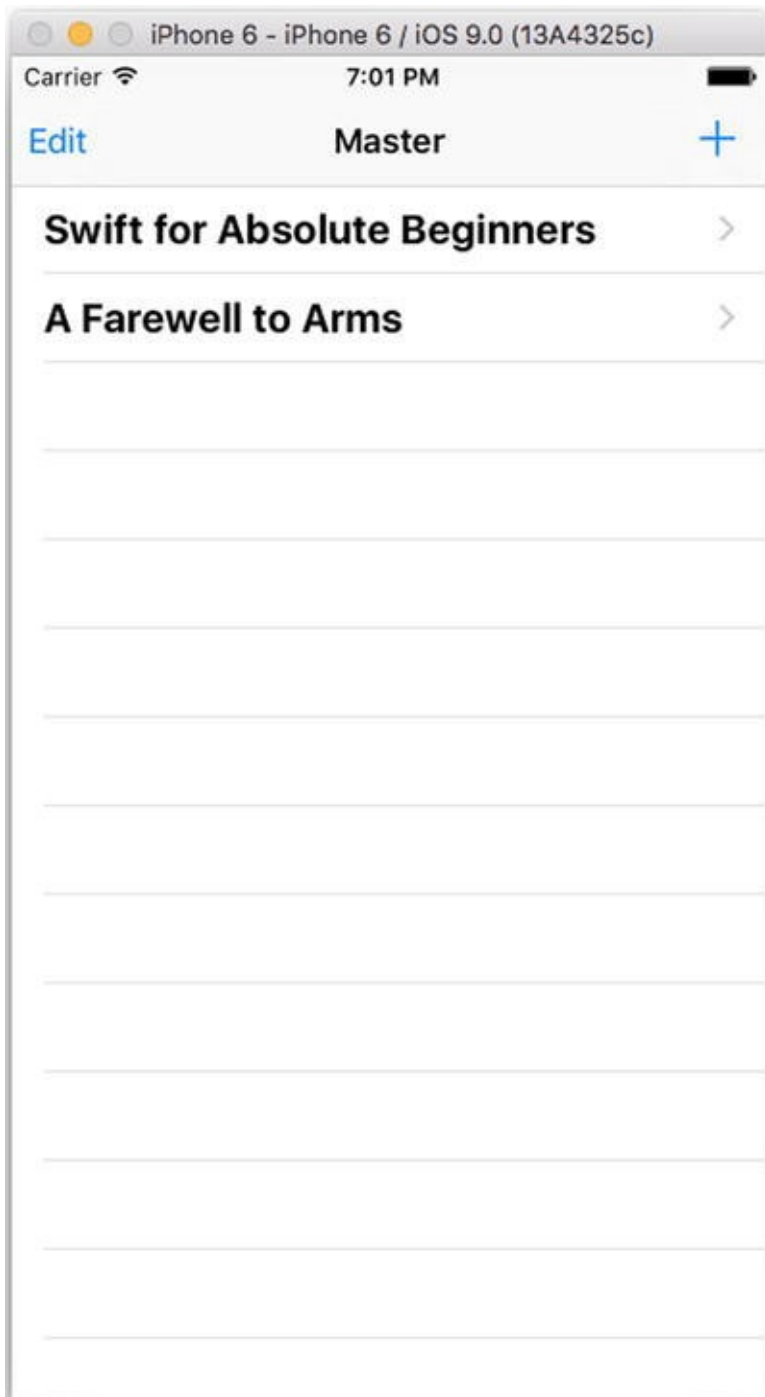 iPhone 6 - iPhone 6 / iOS 9.0 (13A4325c)
Carrier 7:01 PM
Edit Master +
Swift for Absolute Beginners
A Farewell to Arms